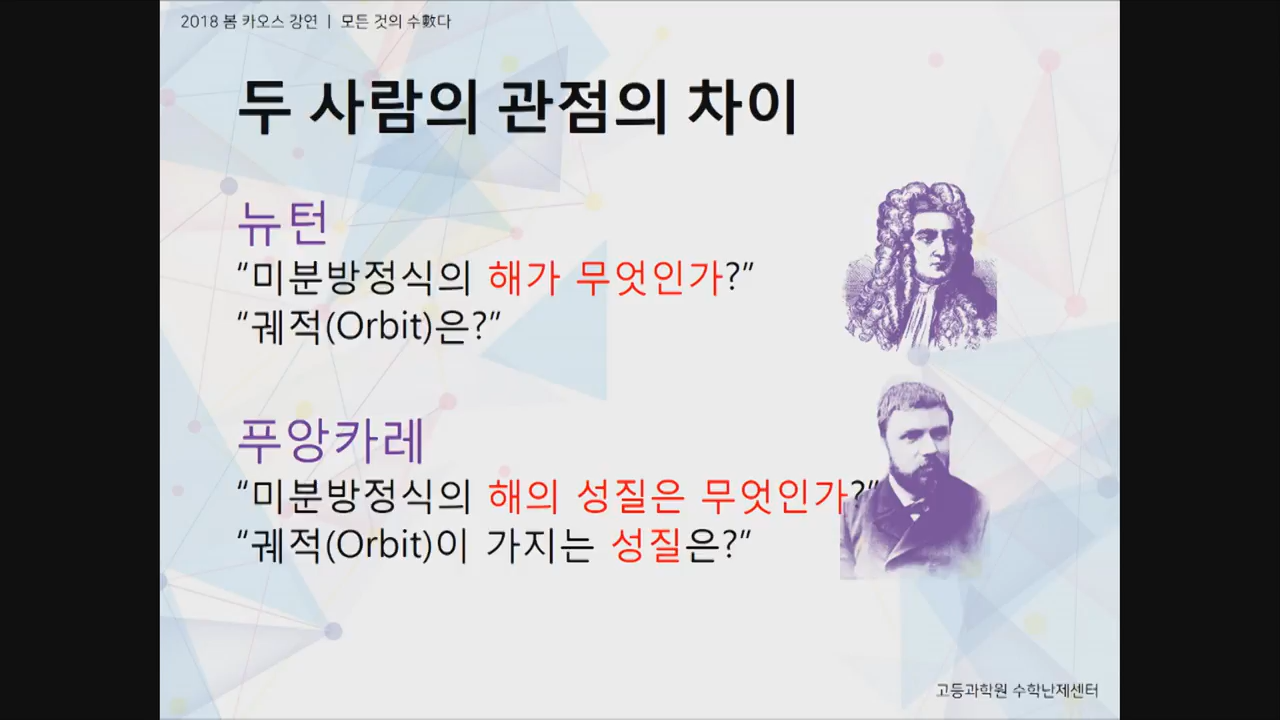 2018 봄 카오스 강연 | 모든 것의 수數다
두 사람의 관점의 차이
뉴턴
“미분방정식의 해가 무엇인가?”
“궤적(Orbit)은?”
푸앙카레
“미분방정식의 해의 성질은 무엇인가?”
“궤적(Orbit)이 가지는 성질은?”
고등과학원 수학난제센터